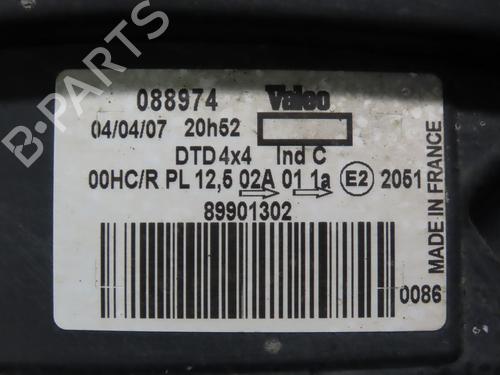 088974 Valeo
04/04/07 20h52
DTD 4x4 Ind C
00HC/R PL 12,5 02A 01 1a E2 2051
89901302
0086
MADE IN FRANCE
B-PARTS